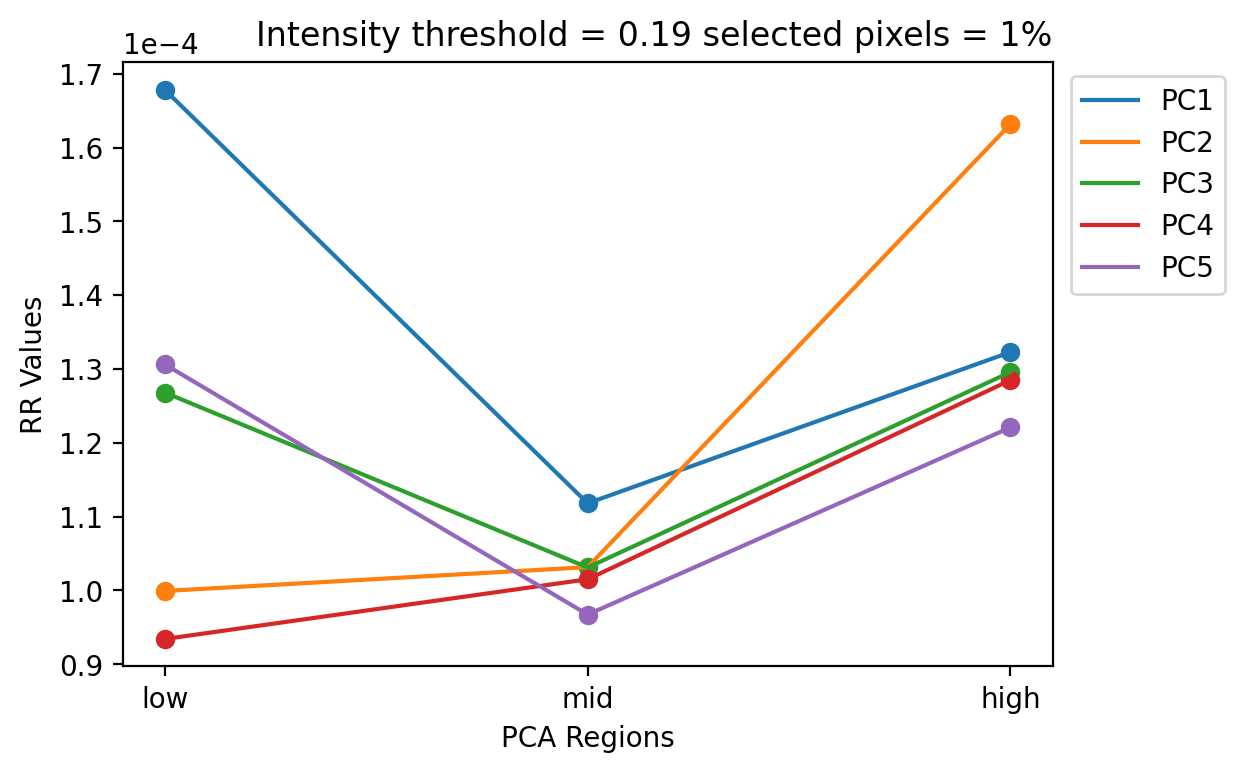 Intensity threshold = 0.19 selected pixels = 1%
1e−4
1.7
1.6
1.5
1.4
1.3
1.2
1.1
1.0
0.9
RR Values
low
mid
high
PCA Regions
PC1
PC2
PC3
PC4
PC5